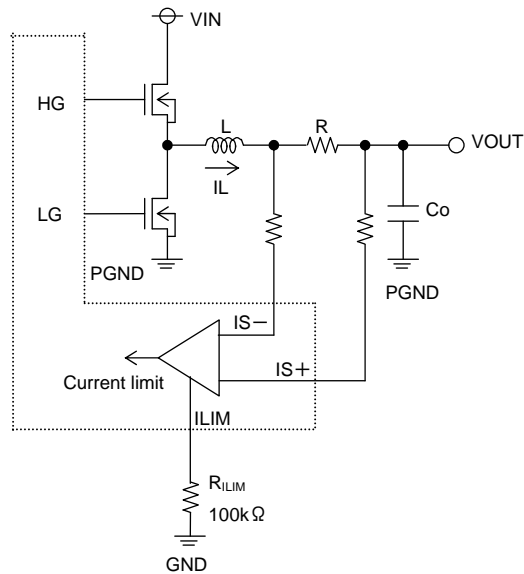 VIN
HG
L
R
VOUT
IL
LG
Co
PGND
PGND
IS−
IS+
Current limit
ILIM
RILIM
100kΩ
GND